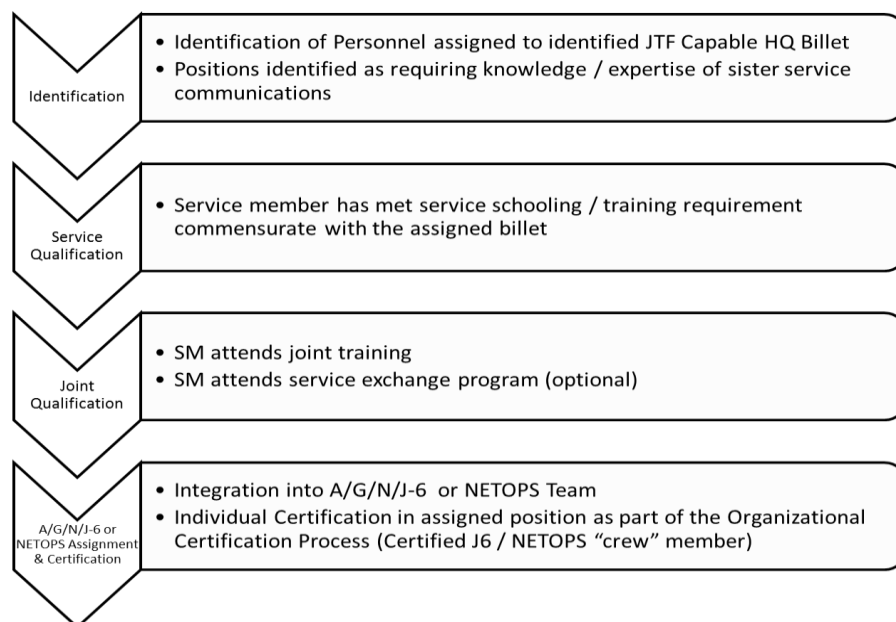 Identification
• Identification of Personnel assigned to identified JTF Capable HQ Billet
• Positions identified as requiring knowledge / expertise of sister service
communications
Service
Qualification
• Service member has met service schooling / training requirement
commensurate with the assigned billet
Joint
Qualification
• SM attends joint training
• SM attends service exchange program (optional)
A/G/N/J-6 or
NETOPS Assignment
& Certification
• Integration into A/G/N/J-6 or NETOPS Team
• Individual Certification in assigned position as part of the Organizational
Certification Process (Certified J6 / NETOPS “crew” member)